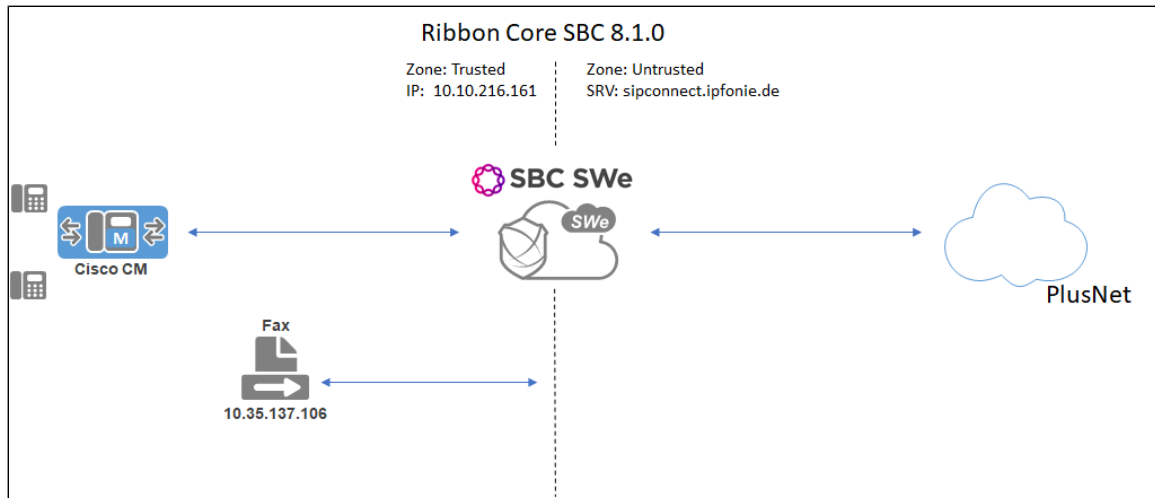 Ribbon Core SBC 8.1.0
Zone: Trusted
IP: 10.10.216.161
Zone: Untrusted
SRV: sipconnect.ipfonie.de
SBC SWe
SWe
M
Cisco CM
PlusNet
Fax
10.35.137.106